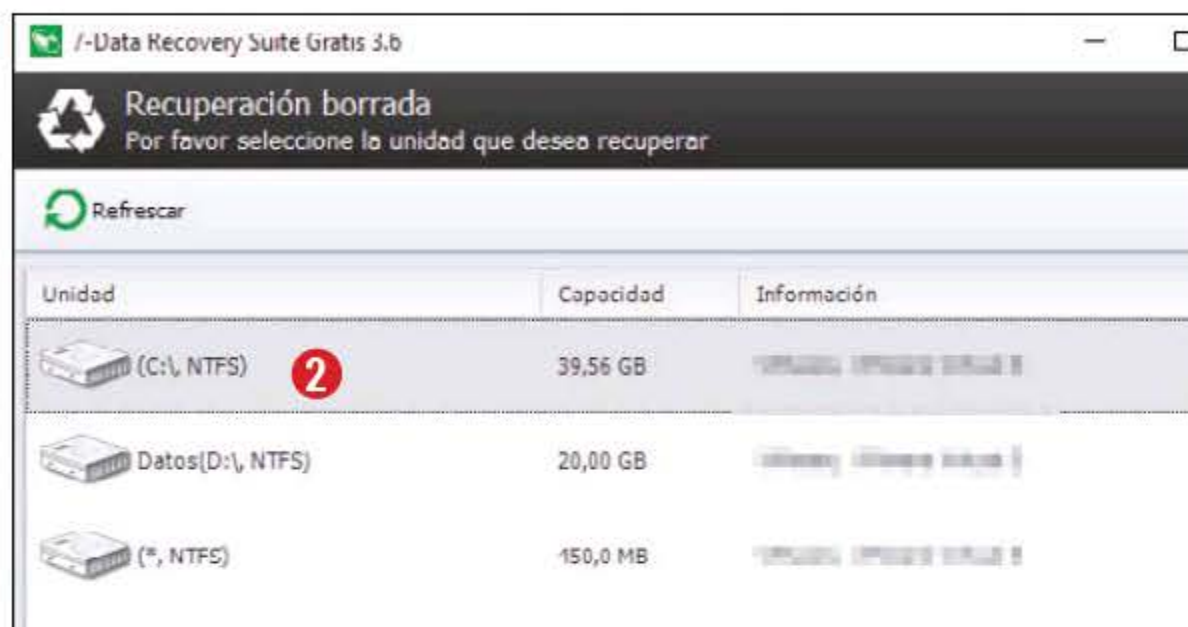 7-Data Recovery Suite Gratis 3.6
Recuperación borrada
Por favor seleccione la unidad que desea recuperar
Refrescar
Unidad Capacidad Información
(C:\, NTFS) 2 39,56 GB
Datos(D:\, NTFS) 20,00 GB
(*, NTFS) 450,0 MB